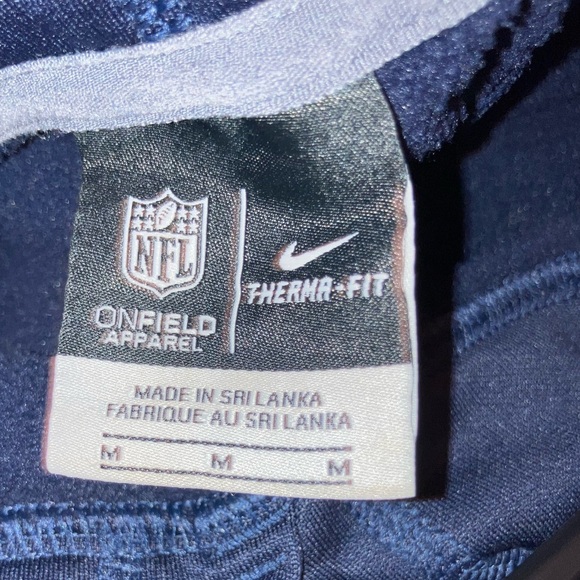 NFL
ONFIELD
APPAREL
THERMA-FIT
MADE IN SRI LANKA
FABRIQUE AU SRI LANKA
M M M